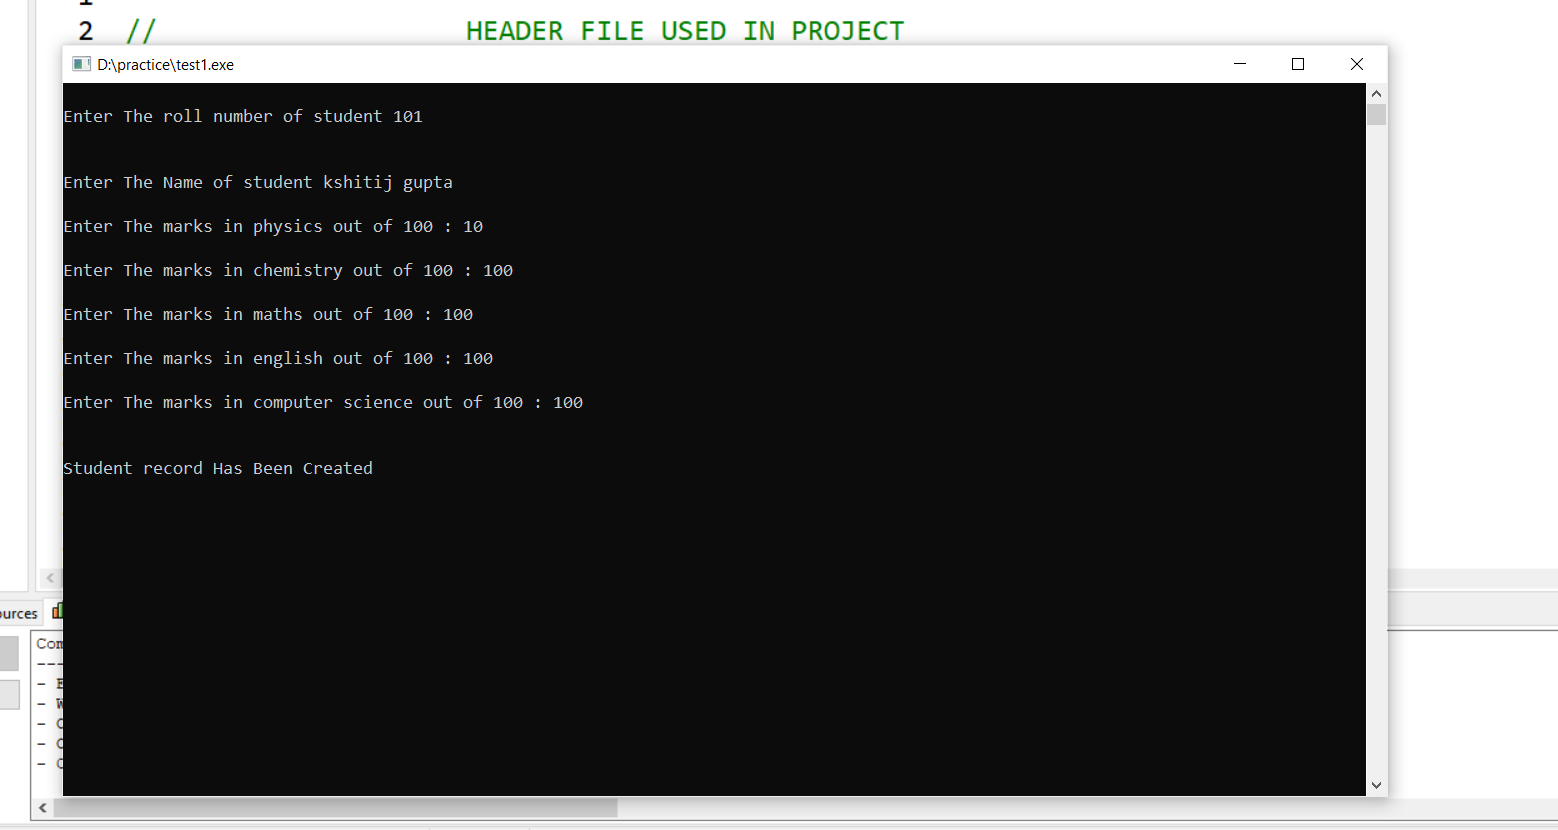 2 // HEADER FILE USED IN PROJECT
D:\practice\test1.exe
Enter The roll number of student 101
Enter The Name of student kshitij gupta
Enter The marks in physics out of 100 : 10
Enter The marks in chemistry out of 100 : 100
Enter The marks in maths out of 100 : 100
Enter The marks in english out of 100 : 100
Enter The marks in computer science out of 100 : 100
Student record Has Been Created